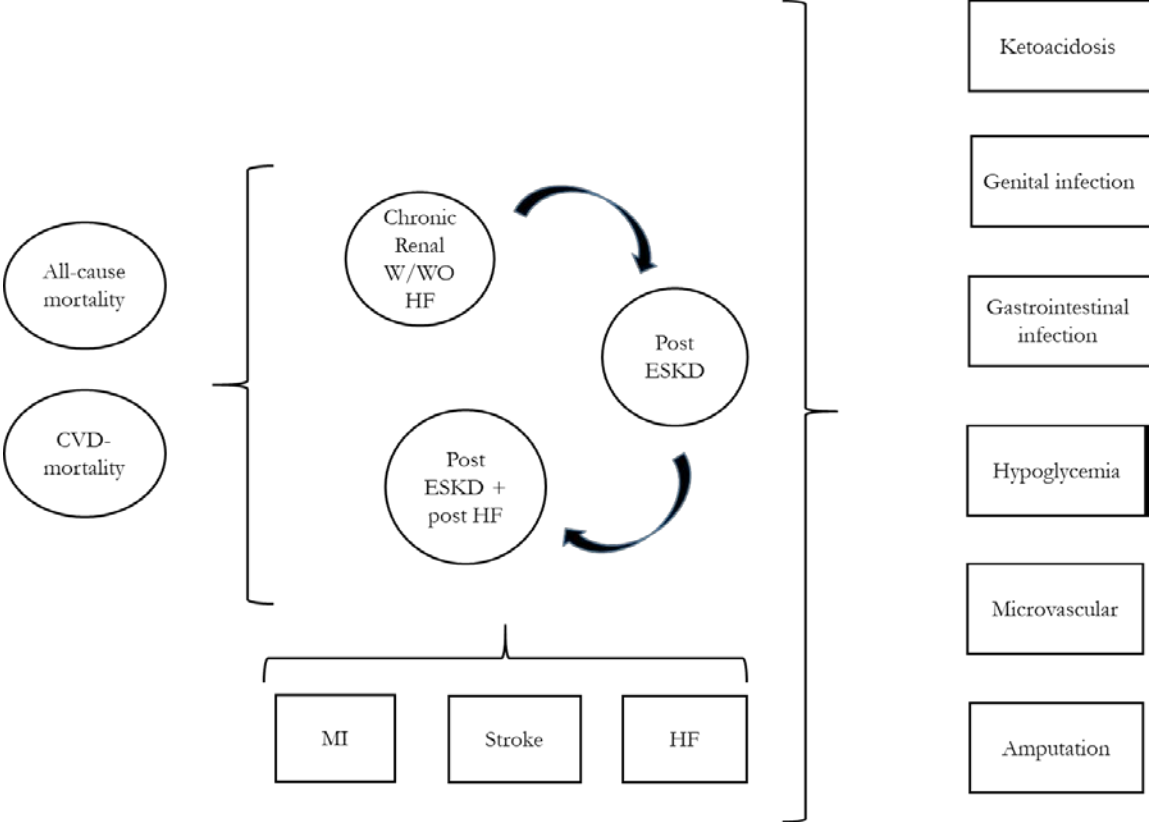 All-cause
mortality
CVD-
mortality
Chronic
Renal
W/WO
HF
Post
ESKD
Post
ESKD +
post HF
MI
Stroke
HF
Ketoacidosis
Genital infection
Gastrointestinal
infection
Hypoglycemia
Microvascular
Amputation